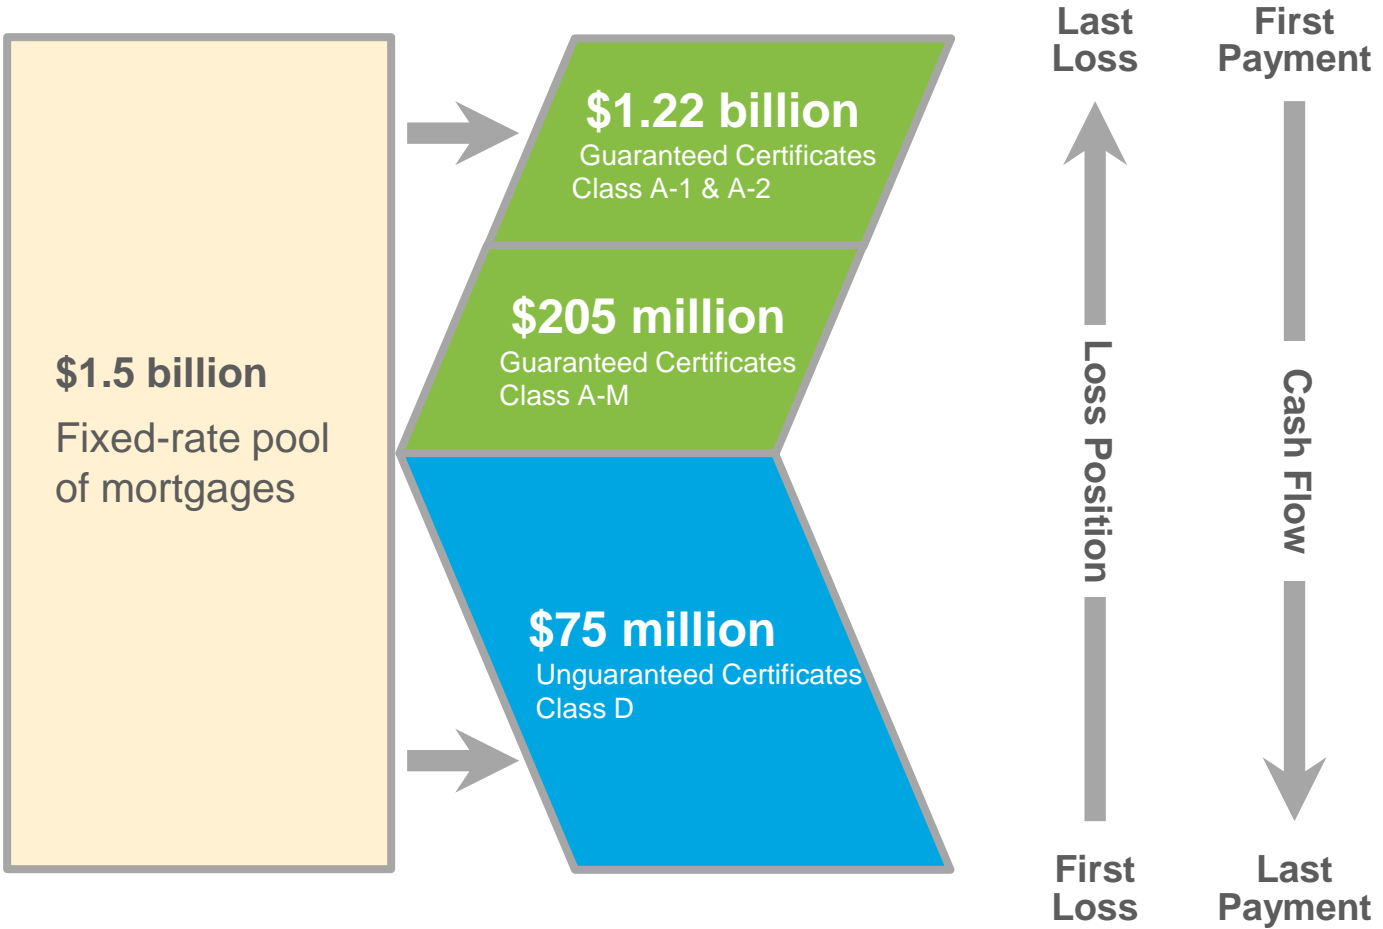 $1.5 billion
Fixed-rate pool
of mortgages
$1.22 billion
Guaranteed Certificates
Class A-1 & A-2
$205 million
Guaranteed Certificates
Class A-M
$75 million
Unguaranteed Certificates
Class D
Last
Loss
Loss Position
First
Loss
First
Payment
Cash Flow
Last
Payment